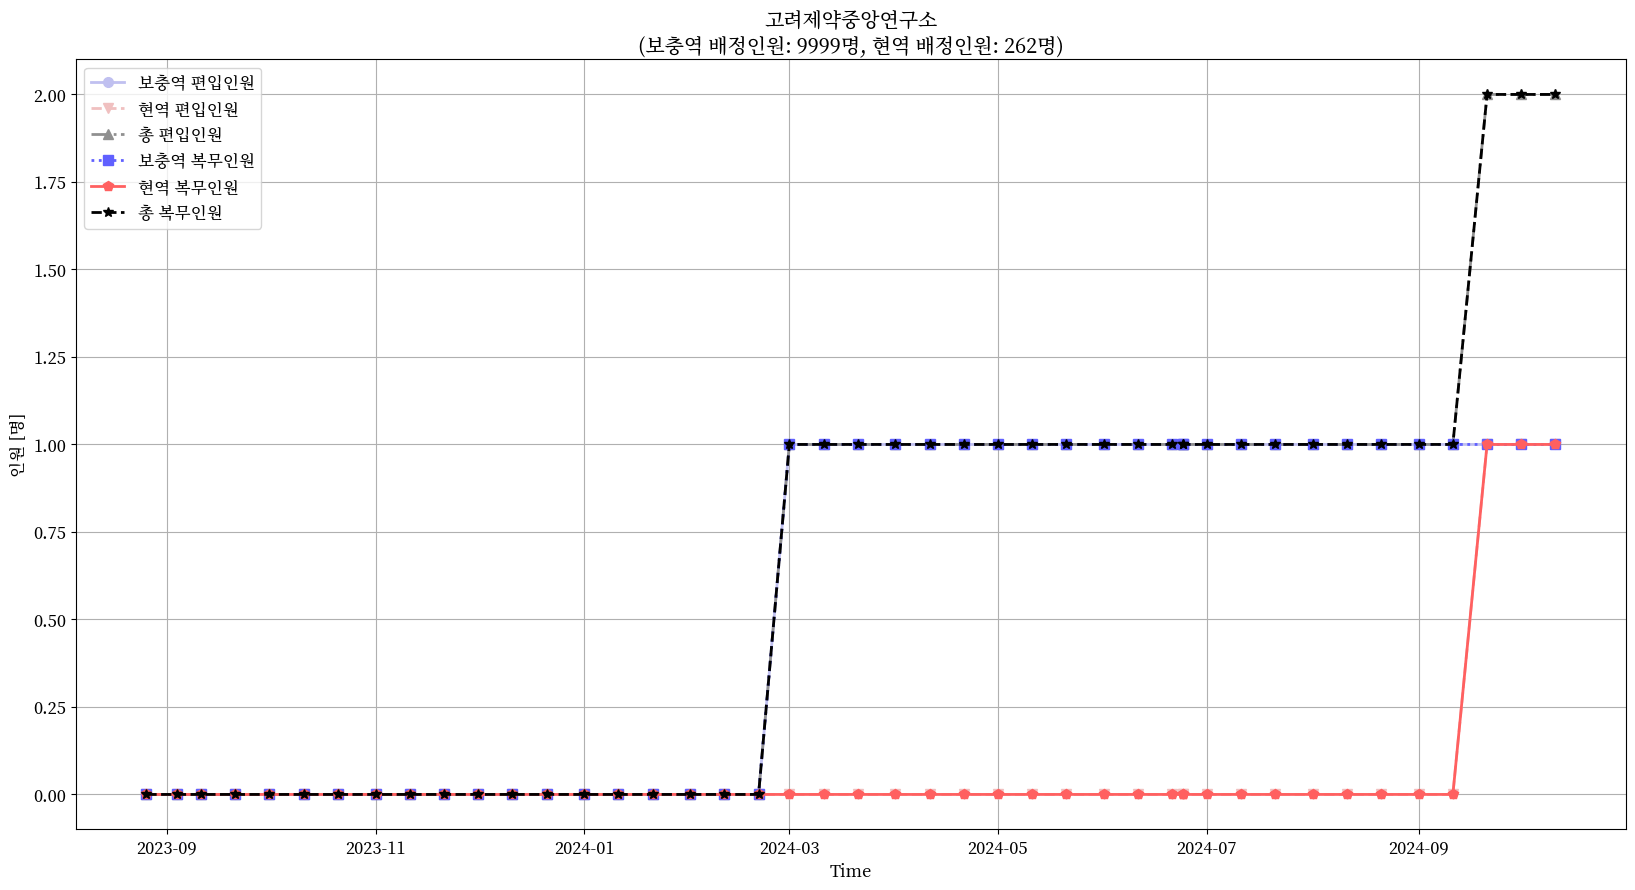 고려제약중앙연구소
(보충역 배정인원: 9999명, 현역 배정인원: 262명)
보충역 편입인원
현역 편입인원
총 편입인원
보충역 복무인원
현역 복무인원
총 복무인원
2.00
1.75
1.50
1.25
1.00
0.75
0.50
0.25
0.00
인원 [명]
2023-09
2023-11
2024-01
2024-03
2024-05
2024-07
2024-09
Time